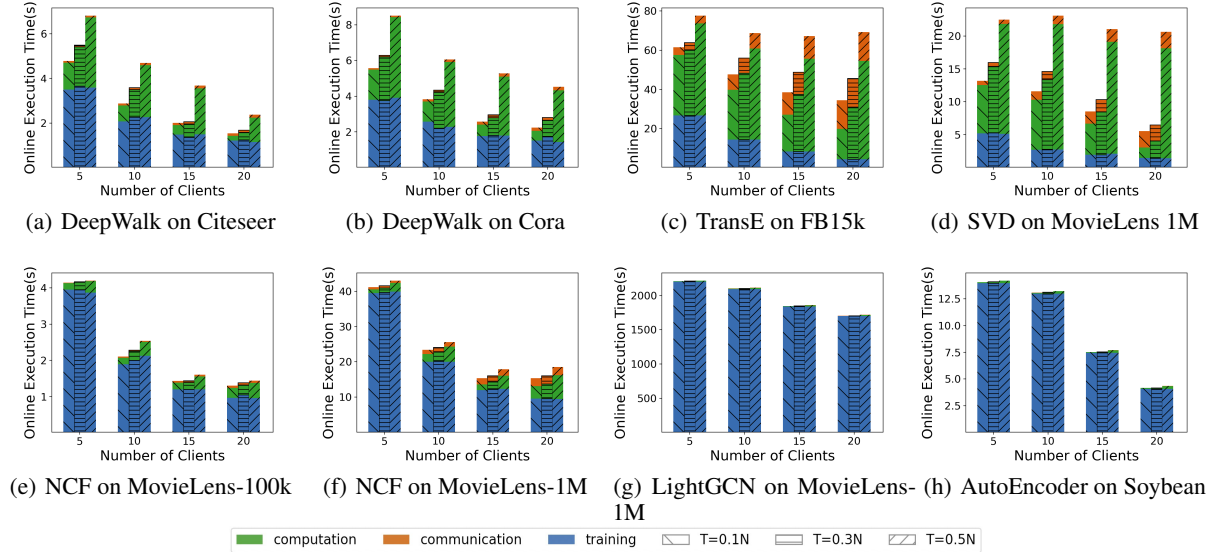 Online Execution Time(s)
6
4
2
5 10 15 20
Number of Clients
(a) DeepWalk on Citeseer
Online Execution Time(s)
8
6
4
2
5 10 15 20
Number of Clients
(b) DeepWalk on Cora
Online Execution Time(s)
80
60
40
20
5 10 15 20
Number of Clients
(c) TransE on FB15k
Online Execution Time(s)
20
15
10
5
5 10 15 20
Number of Clients
(d) SVD on MovieLens 1M
Online Execution Time(s)
4
3
2
1
5 10 15 20
Number of Clients
(e) NCF on MovieLens-100k
Online Execution Time(s)
40
30
20
10
5 10 15 20
Number of Clients
(f) NCF on MovieLens-1M
Online Execution Time(s)
2000
1500
1000
500
5 10 15 20
Number of Clients
(g) LightGCN on MovieLens-
1M
Online Execution Time(s)
12.5
10.0
7.5
5.0
2.5
5 10 15 20
Number of Clients
(h) AutoEncoder on Soybean
computation communication training T=0.1N T=0.3N T=0.5N